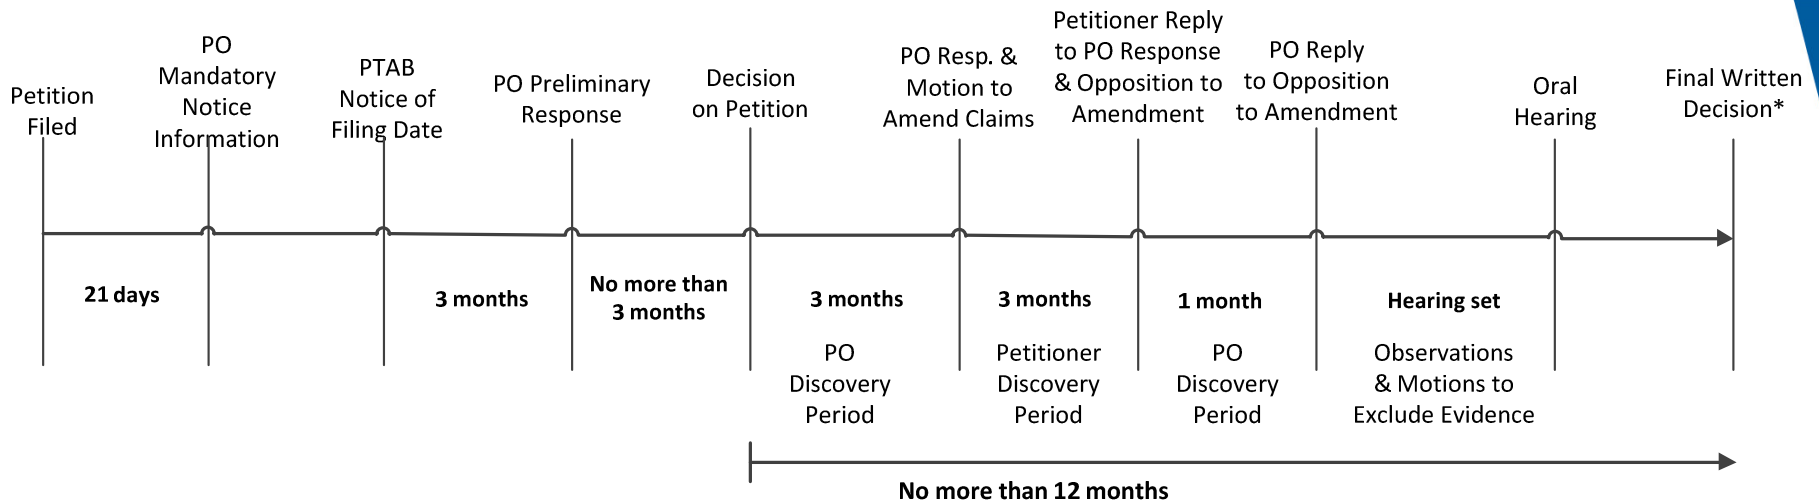 Petition
Filed
PO
Mandatory
Notice
Information
PTAB
Notice of
Filing Date
PO Preliminary
Response
Decision
on Petition
PO Resp. &
Motion to
Amend Claims
Petitioner Reply
to PO Response
& Opposition to
Amendment
PO Reply
to Opposition
to Amendment
Oral
Hearing
Final Written
Decision*
21 days
3 months
No more than
3 months
3 months
3 months
1 month
Hearing set
PO
Discovery
Period
Petitioner
Discovery
Period
PO
Discovery
Period
Observations
& Motions to
Exclude Evidence
No more than 12 months